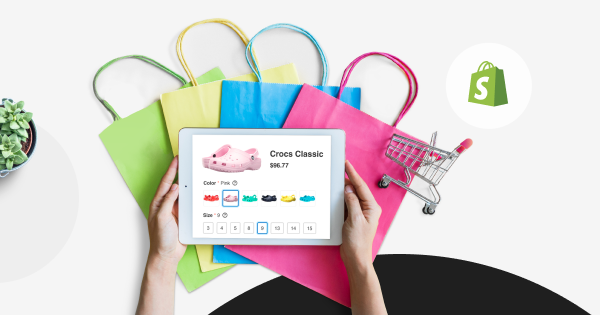 Crocs Classic
$96.77
Color * Pink ?
Size * 9 ?
3 4 5 8 9 13 14 15
S